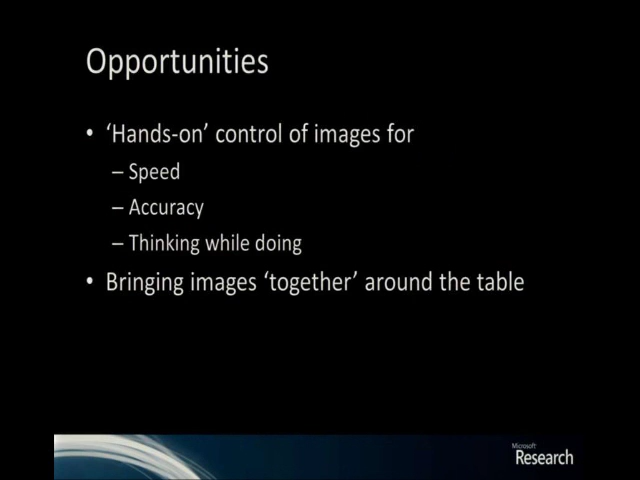 Opportunities
• ‘Hands-on’ control of images for
– Speed
– Accuracy
– Thinking while doing
• Bringing images ‘together’ around the table
Microsoft
Research